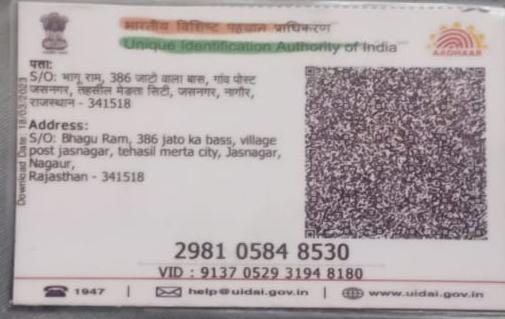 भारतीय विशिष्ट पहचान प्राधिकरण
Unique Identification Authority of India
AADHAAR
Download Date: 18/03/2023
पता:
S/O: भागु राम, 386 जाटो वाला बास, गांव पोस्ट
जसनगर, तहसील मेड़ता सिटी, जसनगर, नागौर,
राजस्थान - 341518
Address:
S/O: Bhagu Ram, 386 jato ka bass, village
post jasnagar, tehasil merta city, Jasnagar,
Nagaur,
Rajasthan - 341518
2981 0584 8530
VID : 9137 0529 3194 8180
1947 | help@uidai.gov.in | www.uidai.gov.in